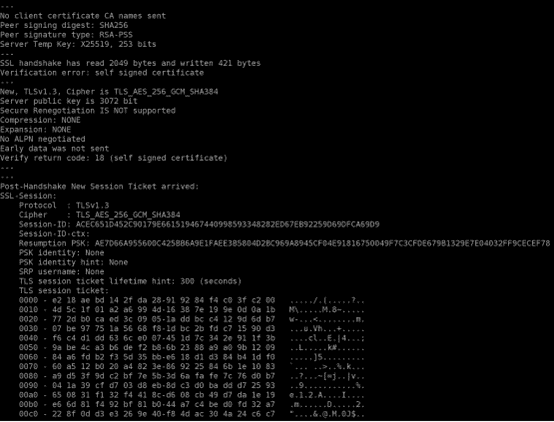 ---
No client certificate CA names sent
Peer signing digest: SHA256
Peer signature type: RSA-PSS
Server Temp Key: X25519, 253 bits
---
SSL handshake has read 2049 bytes and written 421 bytes
Verification error: self signed certificate
---
New, TLSv1.3, Cipher is TLS_AES_256_GCM_SHA384
Server public key is 3072 bit
Secure Renegotiation IS NOT supported
Compression: NONE
Expansion: NONE
No ALPN negotiated
Early data was not sent
Verify return code: 18 (self signed certificate)
---
---
Post-Handshake New Session Ticket arrived:
SSL-Session:
Protocol : TLSv1.3
Cipher : TLS_AES_256_GCM_SHA384
Session-ID:
Session-ID-ctx:
Resumption PSK:
PSK identity: None
PSK identity hint: None
SRP username: None
TLS session ticket lifetime hint: 300 (seconds)
TLS session ticket:
0000 - e2 18 ae bd 14 2f da 28-91 92 84 f4 c0 3f c2 00 ...../.(.....?..
0010 - 4d 5c 1f 01 a2 a6 99 4d-16 38 7e 19 9e 0d 0a 1b M\.....M.8~.....
0020 - 77 2d b0 ca ed 3c 09 05-1a dd bc c4 12 9d 6d b7 w-...<........m.
0030 - 07 be 97 75 1a 56 68 f8-1d bc 2b fd c7 15 90 d3 ...u.Vh...+.....
0040 - f6 c4 d1 dd 63 6c e0 07-45 1d 7c 34 2e 91 1f 3b ....cl..E.|4...;
0050 - 9a be 4c a3 b6 de f2 b8-6b 23 88 a9 a0 9b 12 09 ..L.....k#......
0060 - 84 a6 fd b2 f3 5d 35 bb-e6 18 d1 d3 84 b4 1d f0 .....]5.........
0070 - 60 a5 12 b0 20 a4 82 3e-86 92 25 84 6b 1e 10 83 `... ..>..%.k...
0080 - a9 d5 3f 9d c2 bf 7e 5b-3d 6a fa fe 7c 76 d0 b7
0090 - 04 1a 39 cf d7 03 d8 eb-8d c3 d0 ba dd d7 25 93 ..9...........%.
00a0 - 65 08 31 f1 32 f4 41 8c-d6 08 cb 49 d7 da 1e 19 e.1.2.A....I....
00b0 - e6 6d 81 f4 92 bf 81 b0-44 a7 c4 be d0 fd 32 a7 .m......D.....2.
00c0 - 22 8f 0d d3 e3 26 9e 40-f8 4d ac 30 4a 24 c6 c7 "....&.@.M.0J$..